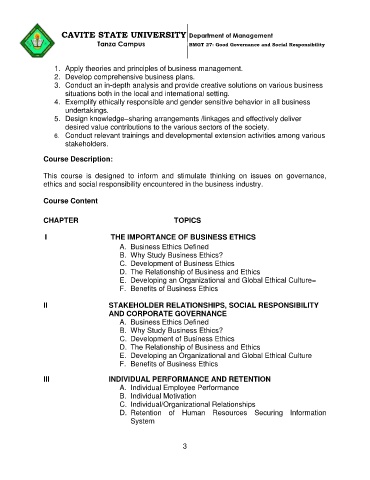 CAVITE STATE UNIVERSITY Department of Management
Tanza Campus BMGT 27- Good Governance and Social Responsibility
1. Apply theories and principles of business management.
2. Develop comprehensive business plans.
3. Conduct an in-depth analysis and provide creative solutions on various business
situations both in the local and international setting.
4. Exemplify ethically responsible and gender sensitive behavior in all business
undertakings.
5. Design knowledge–sharing arrangements /linkages and effectively deliver
desired value contributions to the various sectors of the society.
6. Conduct relevant trainings and developmental extension activities among various
stakeholders.
Course Description:
This course is designed to inform and stimulate thinking on issues on governance,
ethics and social responsibility encountered in the business industry.
Course Content
CHAPTER TOPICS
I THE IMPORTANCE OF BUSINESS ETHICS
A. Business Ethics Defined
B. Why Study Business Ethics?
C. Development of Business Ethics
D. The Relationship of Business and Ethics
E. Developing an Organizational and Global Ethical Culture=
F. Benefits of Business Ethics
II STAKEHOLDER RELATIONSHIPS, SOCIAL RESPONSIBILITY
AND CORPORATE GOVERNANCE
A. Business Ethics Defined
B. Why Study Business Ethics?
C. Development of Business Ethics
D. The Relationship of Business and Ethics
E. Developing an Organizational and Global Ethical Culture
F. Benefits of Business Ethics
III INDIVIDUAL PERFORMANCE AND RETENTION
A. Individual Employee Performance
B. Individual Motivation
C. Individual/Organizational Relationships
D. Retention of Human Resources Securing Information
System
3